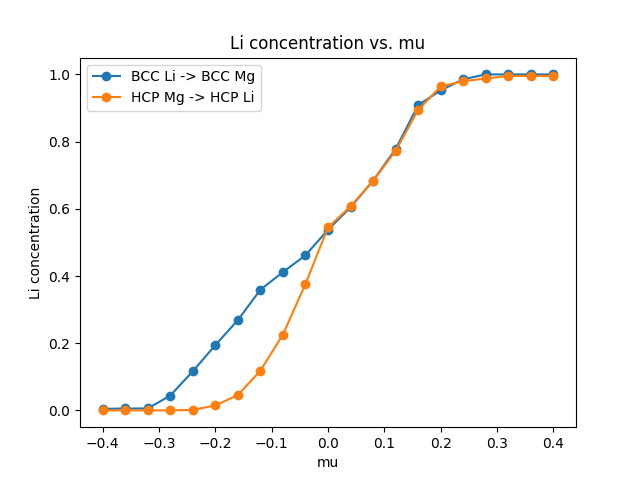 Li concentration vs. mu
BCC Li -> BCC Mg
HCP Mg -> HCP Li
1.0
0.8
0.6
0.4
0.2
0.0
Li concentration
−0.4 −0.3 −0.2 −0.1 0.0 0.1 0.2 0.3 0.4
mu